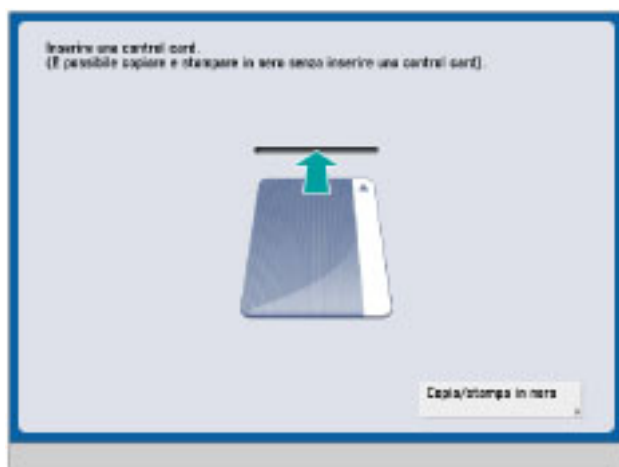 Inserire una control card.
(È possibile copiare e stampare in nero senza inserire una control card).
Copia/stampa in nero